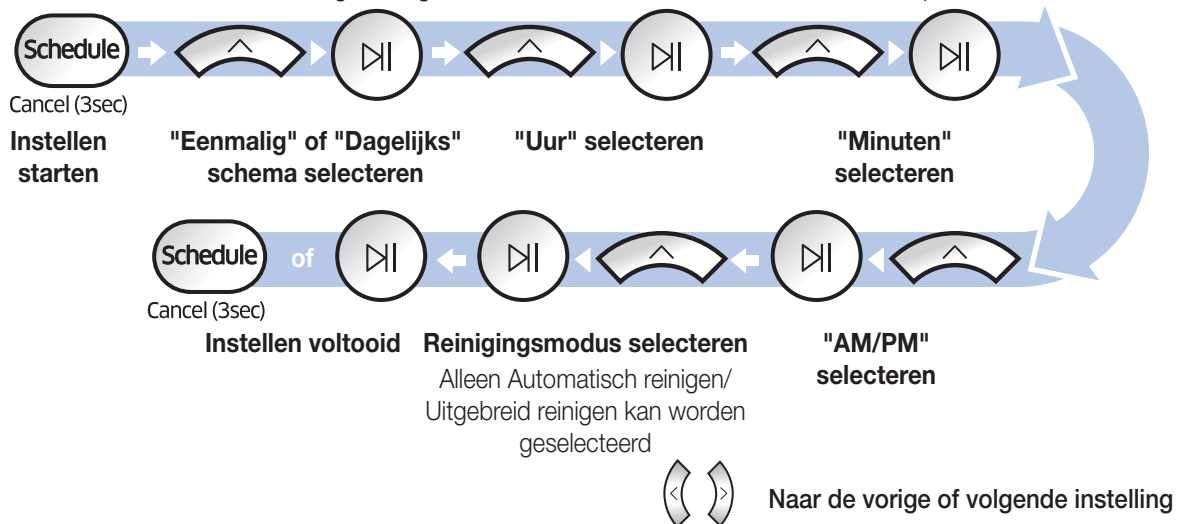 Schedule
Cancel (3sec)
Instellen
starten
"Eenmalig" of "Dagelijks"
schema selecteren
"Uur" selecteren
"Minuten"
selecteren
Schedule
Cancel (3sec)
of
Instellen voltooid
Reinigingsmodus selecteren
Alleen Automatisch reinigen/
Uitgebreid reinigen kan worden
geselecteerd
"AM/PM"
selecteren
Naar de vorige of volgende instelling